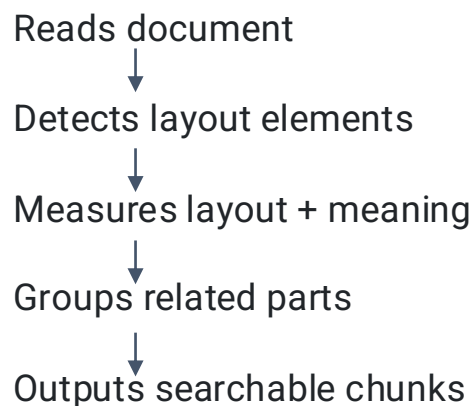 Reads document
Detects layout elements
Measures layout + meaning
Groups related parts
Outputs searchable chunks